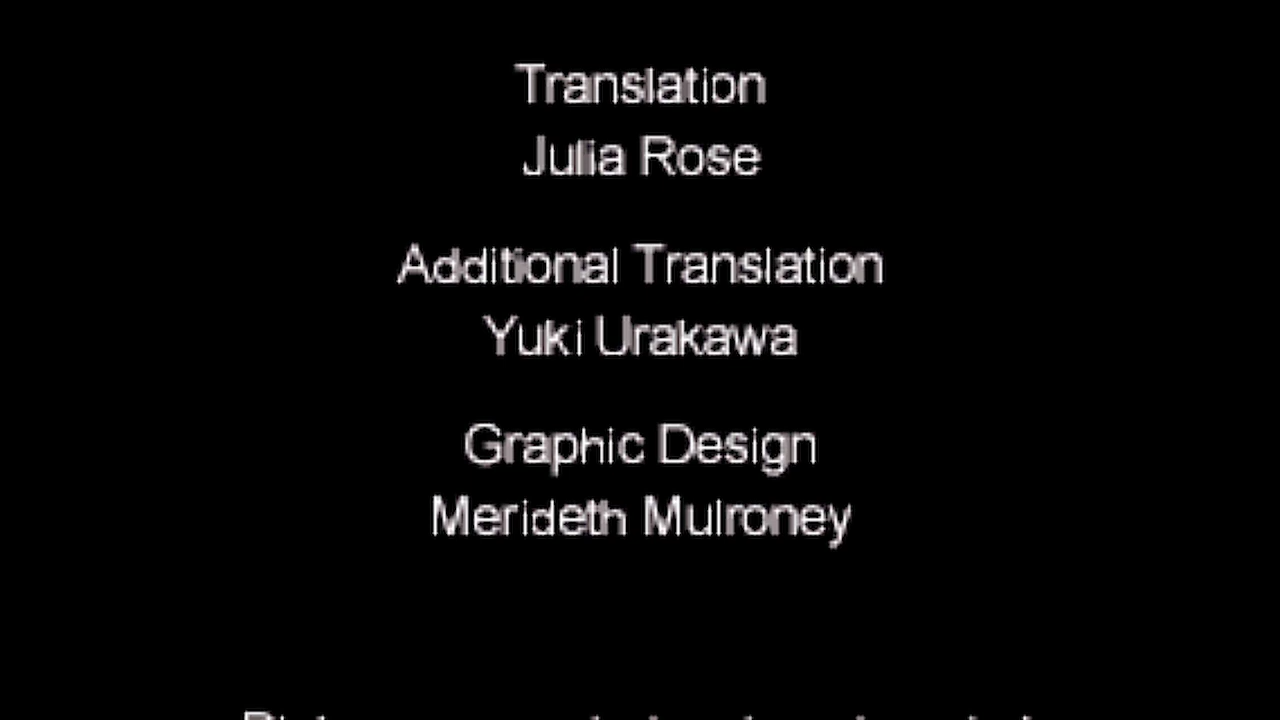 Translation
Julia Rose
Additional Translation
Yuki Urakawa
Graphic Design
Merideth Mulroney